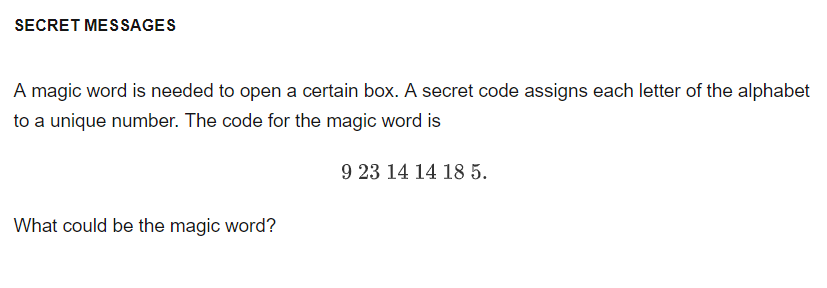 SECRET MESSAGES
A magic word is needed to open a certain box. A secret code assigns each letter of the alphabet
to a unique number. The code for the magic word is
9 23 14 14 18 5.
What could be the magic word?